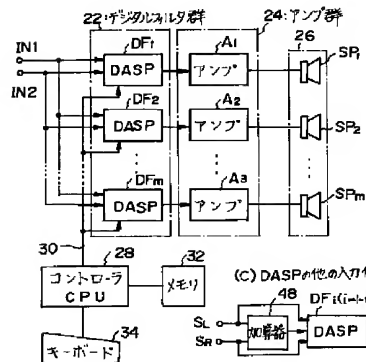 22:デジタルフィルタ群
24:アンプ群
26
IN1
IN2
DF1
DASP
A1
アンプ
SP1
DF2
DASP
A2
アンプ
SP2
DFm
DASP
A3
アンプ
SPm
30
28
コントローラ
CPU
32
メモリ
34
キーボード
(C) DASPの他の入力
48
SL
SR
加算器
DFi
DASP